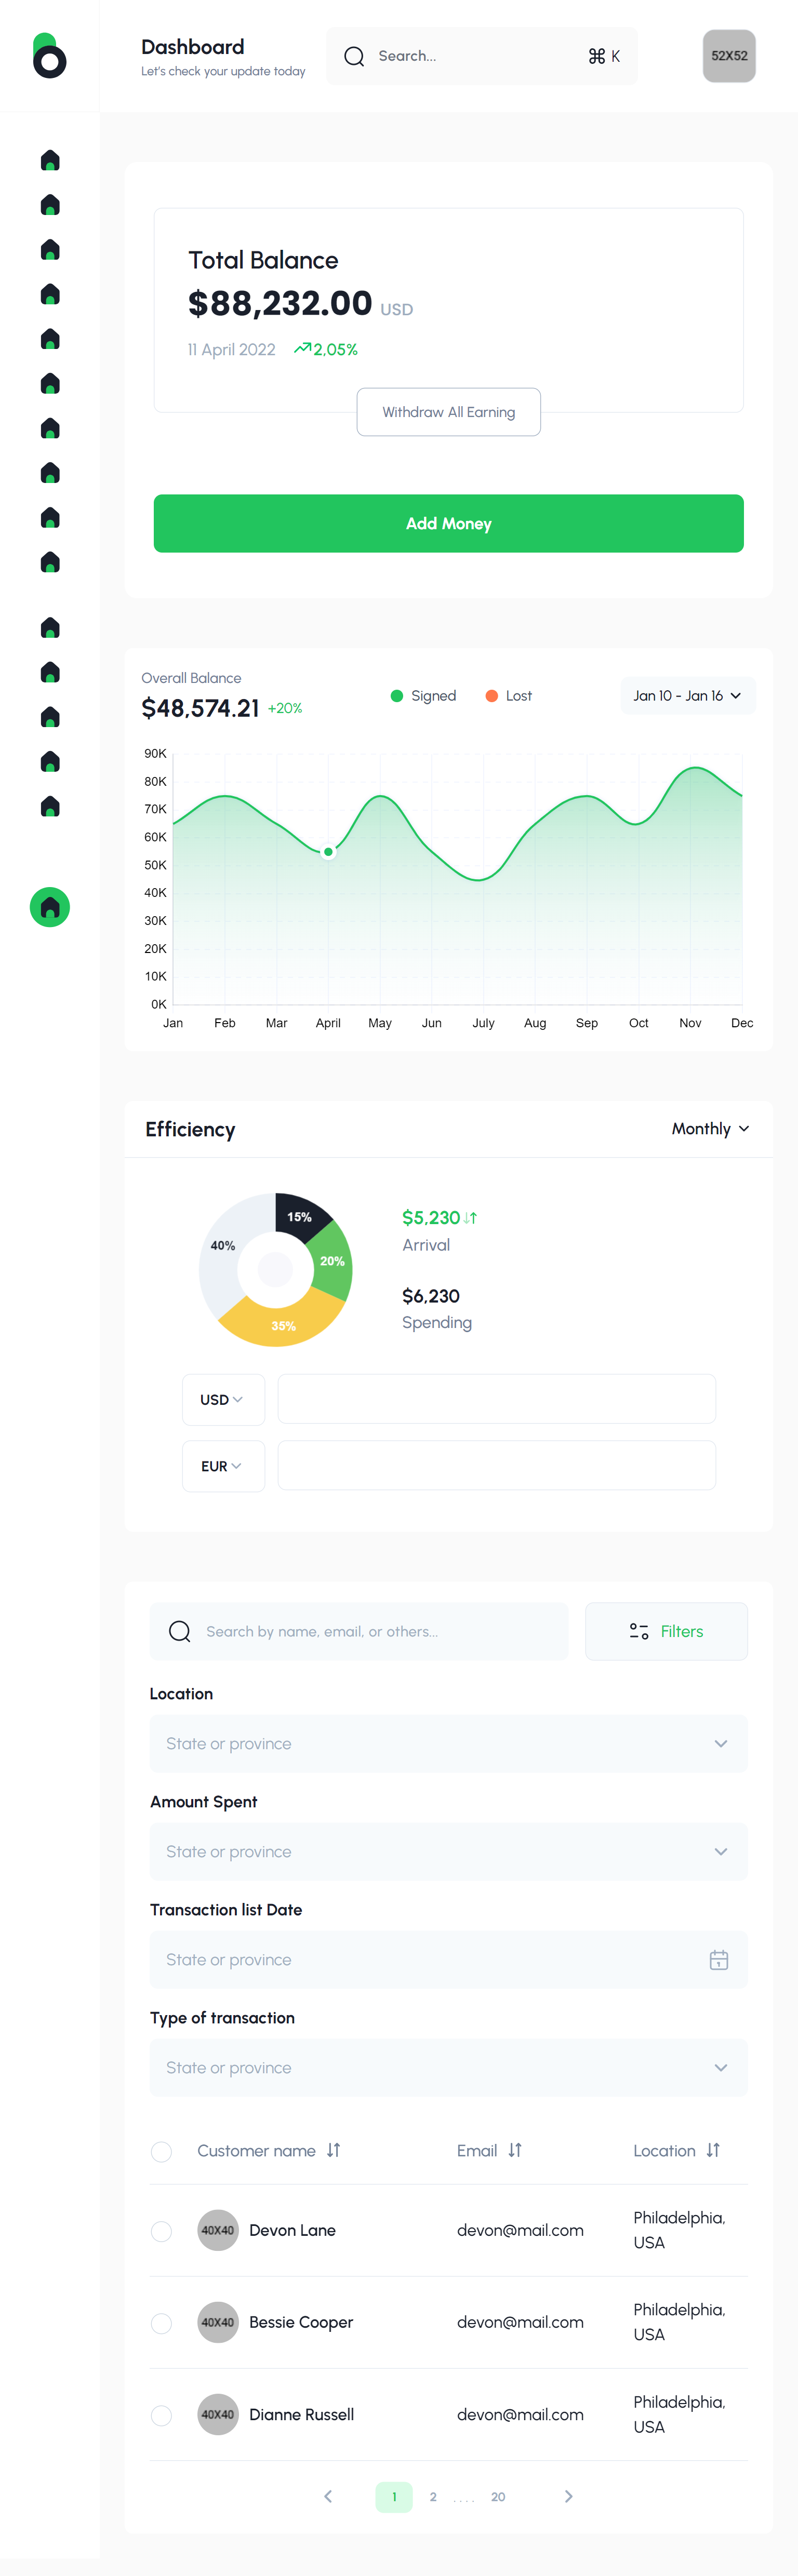 Dashboard
Let's check your update today
Search...
⌘ K
52X52
Total Balance
$88,232.00 USD
11 April 2022 2,05%
Withdraw All Earning
Add Money
Overall Balance
$48,574.21 +20%
Signed
Lost
Jan 10 - Jan 16
90K
80K
70K
60K
50K
40K
30K
20K
10K
0K
Jan Feb Mar April May Jun July Aug Sep Oct Nov Dec
Efficiency
Monthly
15%
40%
20%
35%
$5,230
Arrival
$6,230
Spending
USD
EUR
Search by name, email, or others...
Filters
Location
State or province
Amount Spent
State or province
Transaction list Date
State or province
Type of transaction
State or province
Customer name Email Location
40X40 Devon Lane devon@mail.com Philadelphia,
USA
40X40 Bessie Cooper devon@mail.com Philadelphia,
USA
40X40 Dianne Russell devon@mail.com Philadelphia,
USA
1 2 .... 20